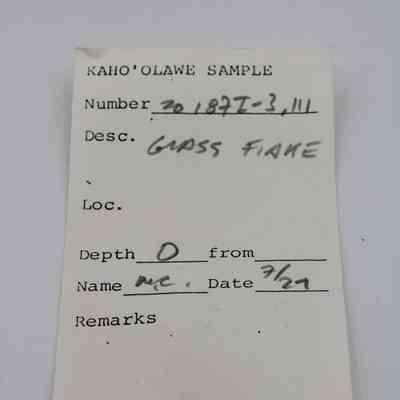 KAHO'OLAWE SAMPLE
Number 20,187I-3,111
Desc. GLASS FLAKE
Loc.
Depth 0 from
Name M.C. Date 7/29
Remarks